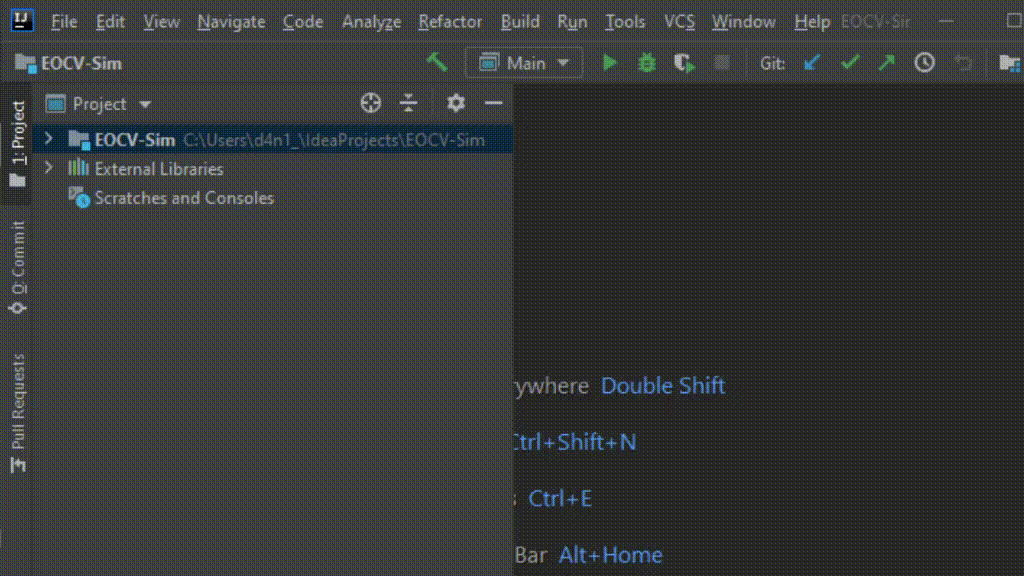 IJ File Edit View Navigate Code Analyze Refactor Build Run Tools VCS Window Help EOCV-Sir
EOCV-Sim Main Git:
Project
EOCV-Sim C:\Users\d4n1_\IdeaProjects\EOCV-Sim
External Libraries
Scratches and Consoles
1: Project
0: Commit
Pull Requests
ywhere Double Shift
Ctrl+Shift+N
s Ctrl+E
Bar Alt+Home